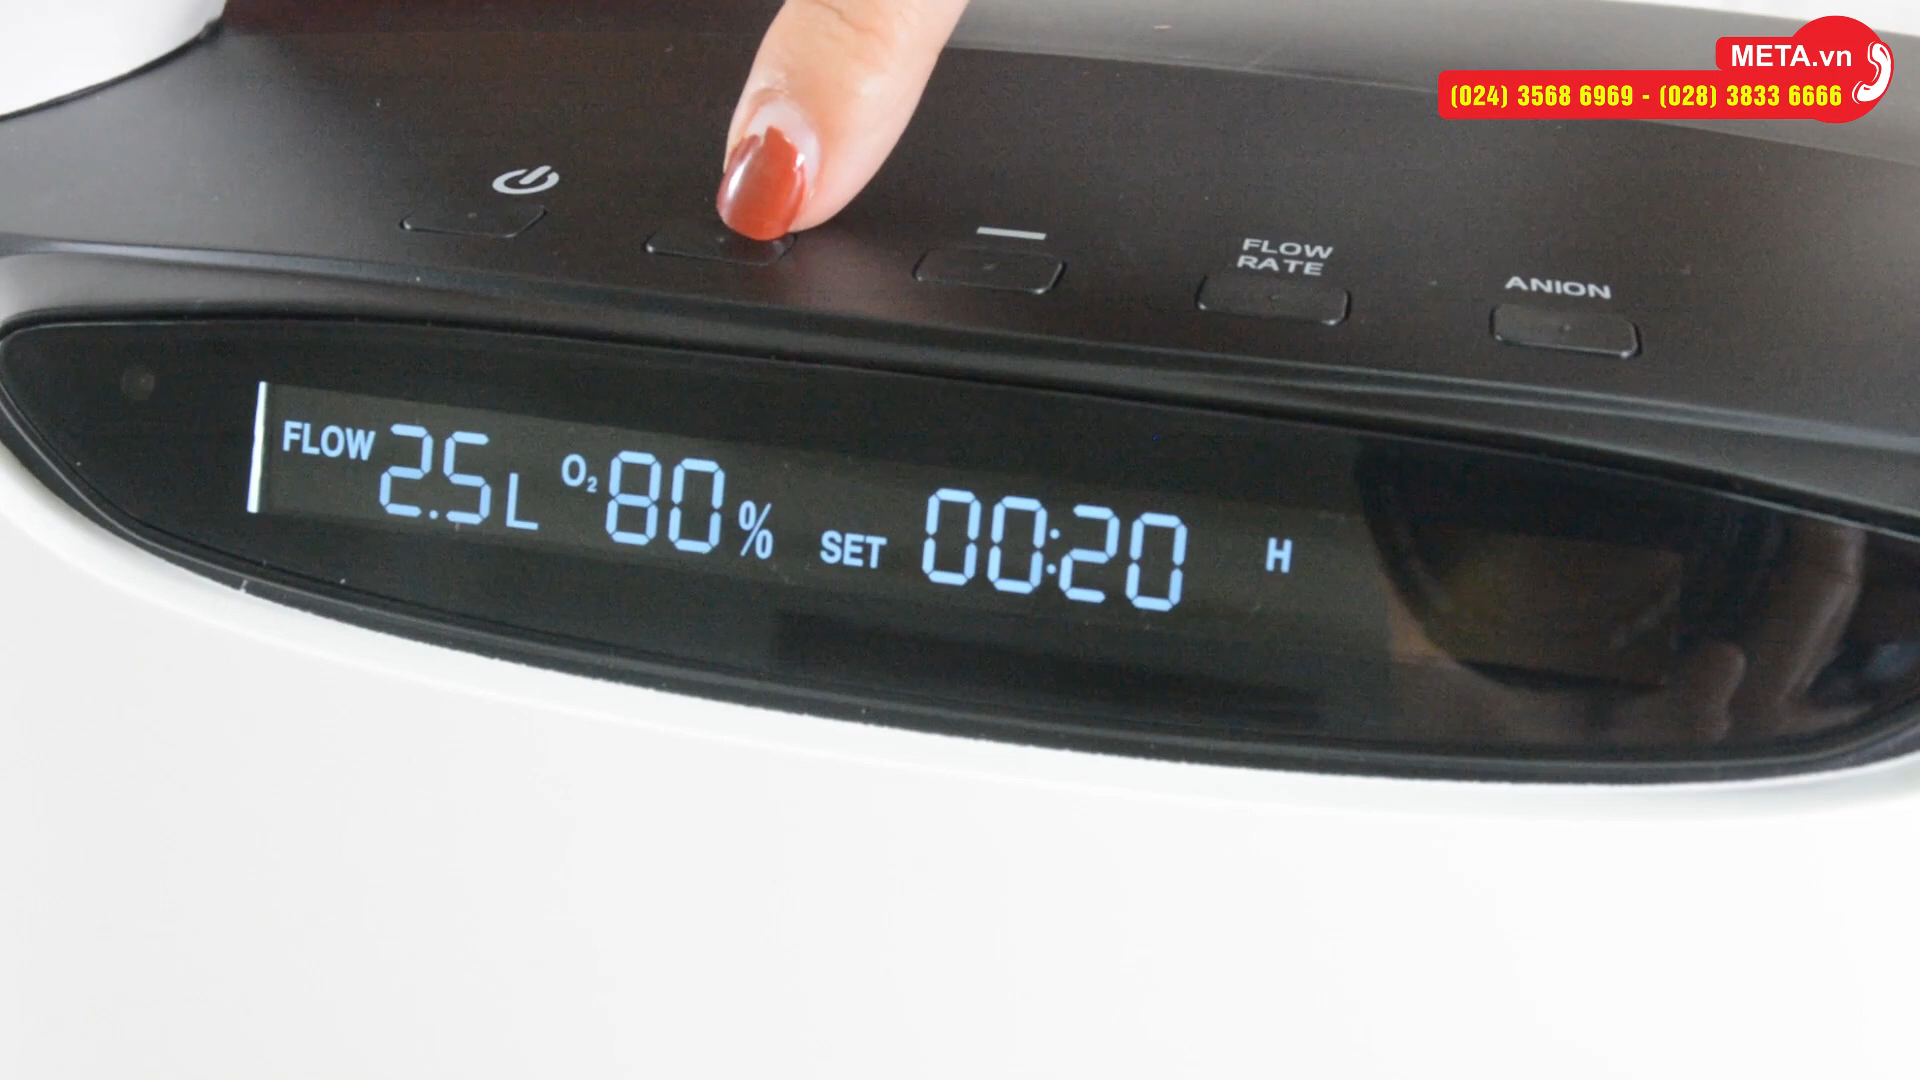 META.vn
(024) 3568 6969 - (028) 3833 6666
FLOW
RATE
ANION
FLOW 2.5 L O₂ 80 % SET 00:20 H